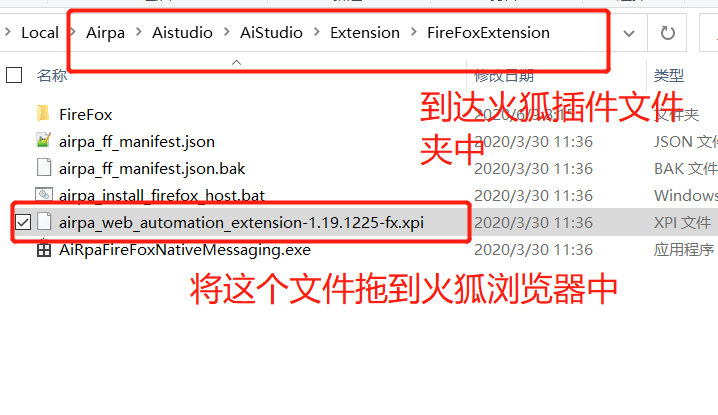 Local > Airpa > Aistudio > AiStudio > Extension > FireFoxExtension
名称 修改日期 类型
FireFox 文件夹
到达火狐插件文件
夹中
airpa_ff_manifest.json 2020/3/30 11:36 JSON 文件
airpa_ff_manifest.json.bak 2020/3/30 11:36 BAK 文件
airpa_install_firefox_host.bat 2020/3/30 11:36 Windows
airpa_web_automation_extension-1.19.1225-fx.xpi 2020/3/30 11:36 XPI 文件
AiRpaFireFoxNativeMessaging.exe 2020/3/30 11:36 应用程序
将这个文件拖到火狐浏览器中